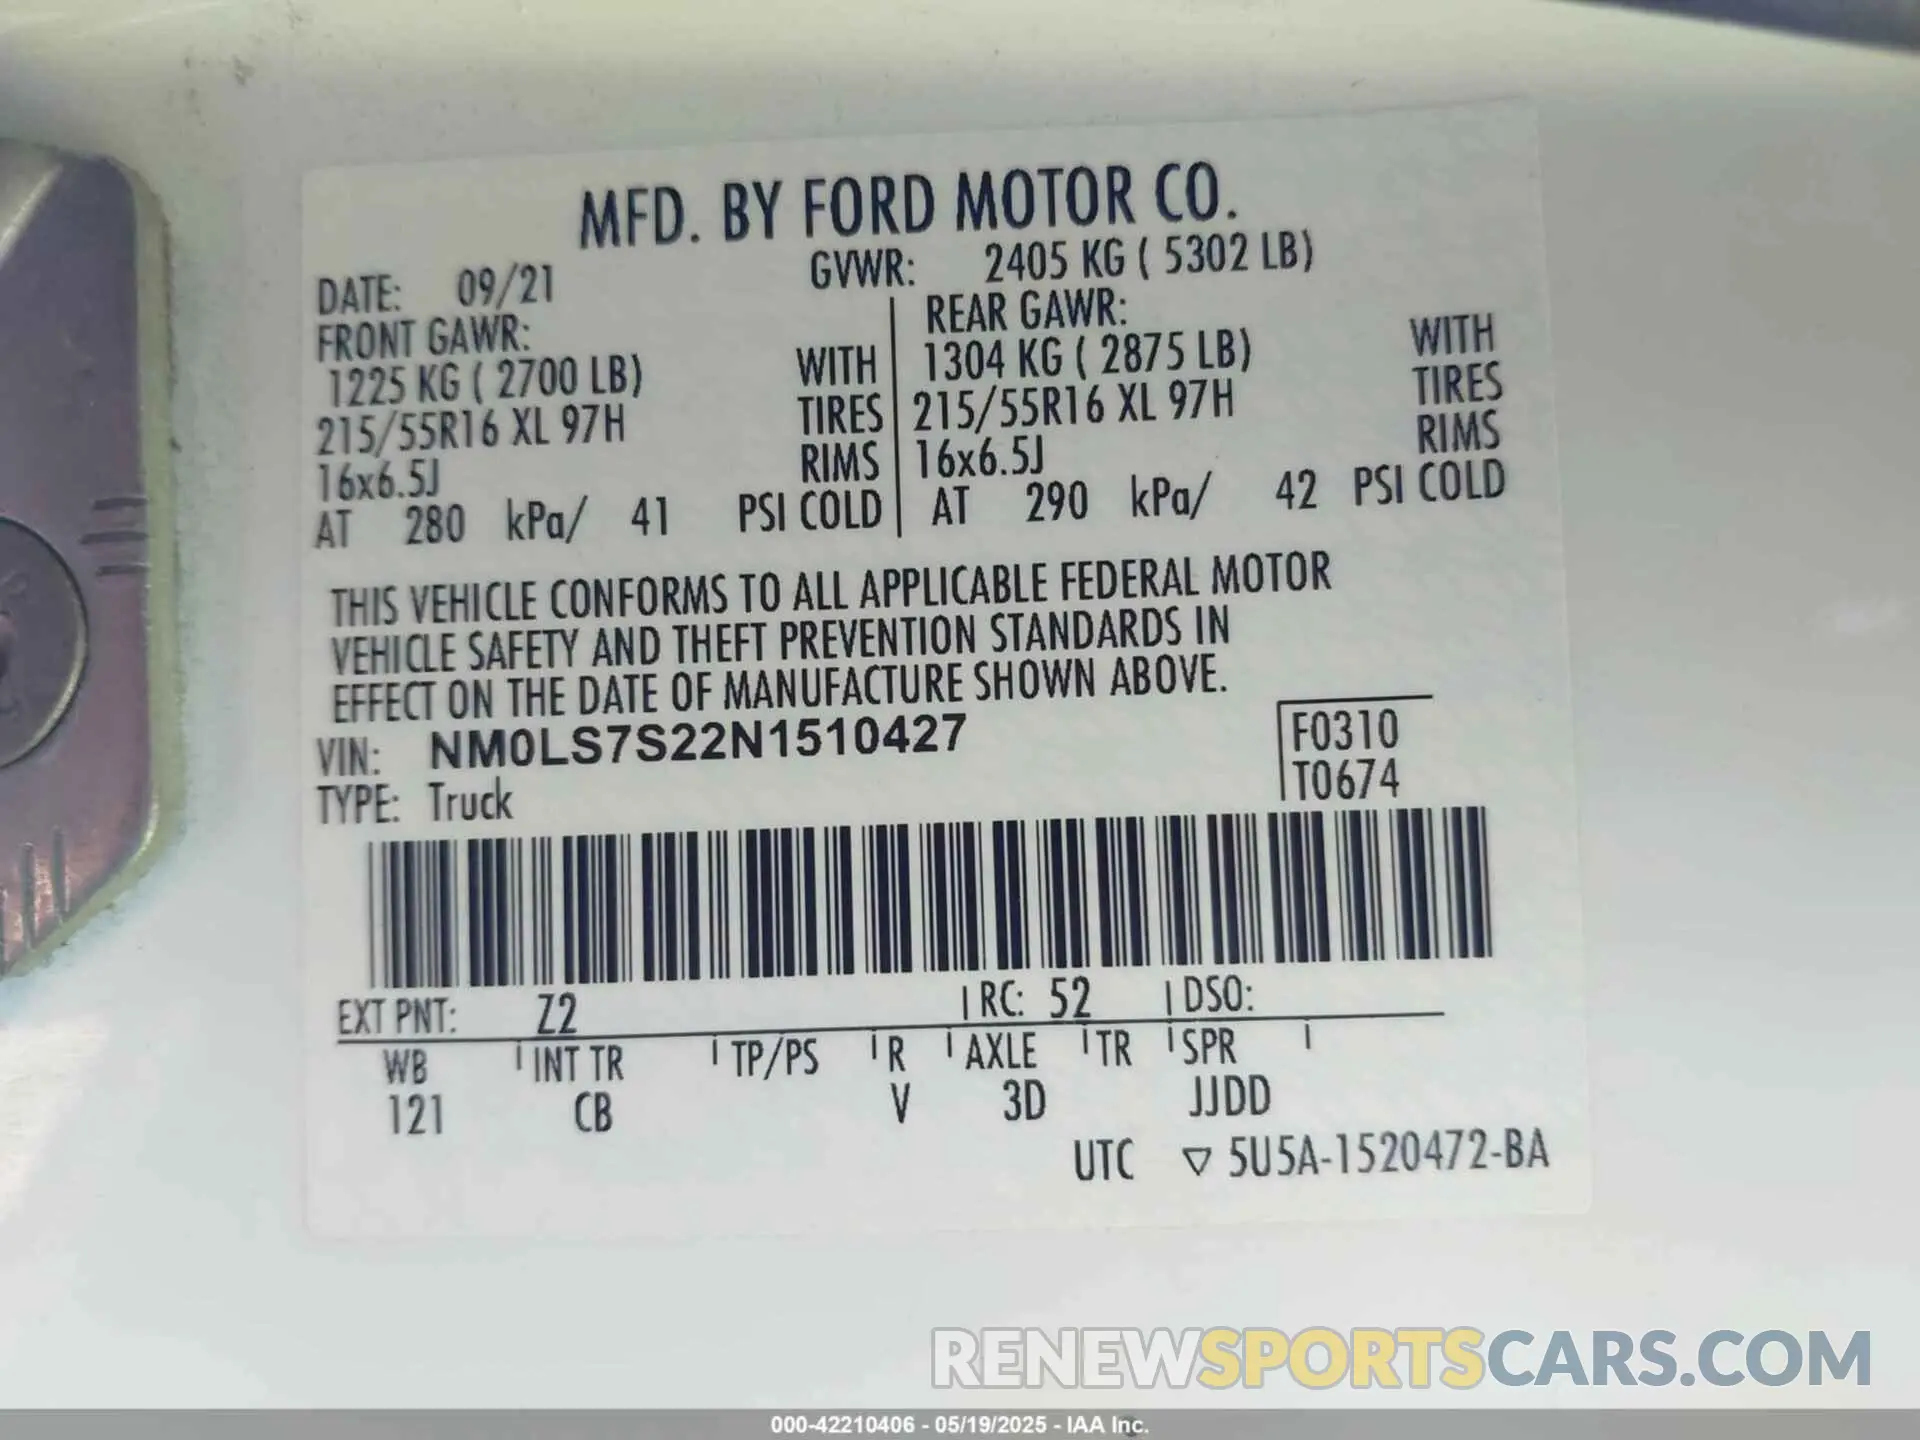 MFD. BY FORD MOTOR CO.
DATE: 09/21 GVWR: 2405 KG ( 5302 LB)
FRONT GAWR: REAR GAWR:
1225 KG ( 2700 LB) WITH 1304 KG ( 2875 LB) WITH
215/55R16 XL 97H TIRES 215/55R16 XL 97H TIRES
16x6.5J RIMS 16x6.5J RIMS
AT 280 kPa/ 41 PSI COLD AT 290 kPa/ 42 PSI COLD
THIS VEHICLE CONFORMS TO ALL APPLICABLE FEDERAL MOTOR
VEHICLE SAFETY AND THEFT PREVENTION STANDARDS IN
EFFECT ON THE DATE OF MANUFACTURE SHOWN ABOVE.
VIN: NM0LS7S22N1510427 F0310
TYPE: Truck T0674
EXT PNT: Z2 RC: 52 DSO:
WB INT TR TP/PS R AXLE TR SPR
121 CB V 3D JJDD
UTC ▽ 5U5A-1520472-BA
RENEWSPORTSCARS.COM
000-42210406 - 05/19/2025 - IAA Inc.